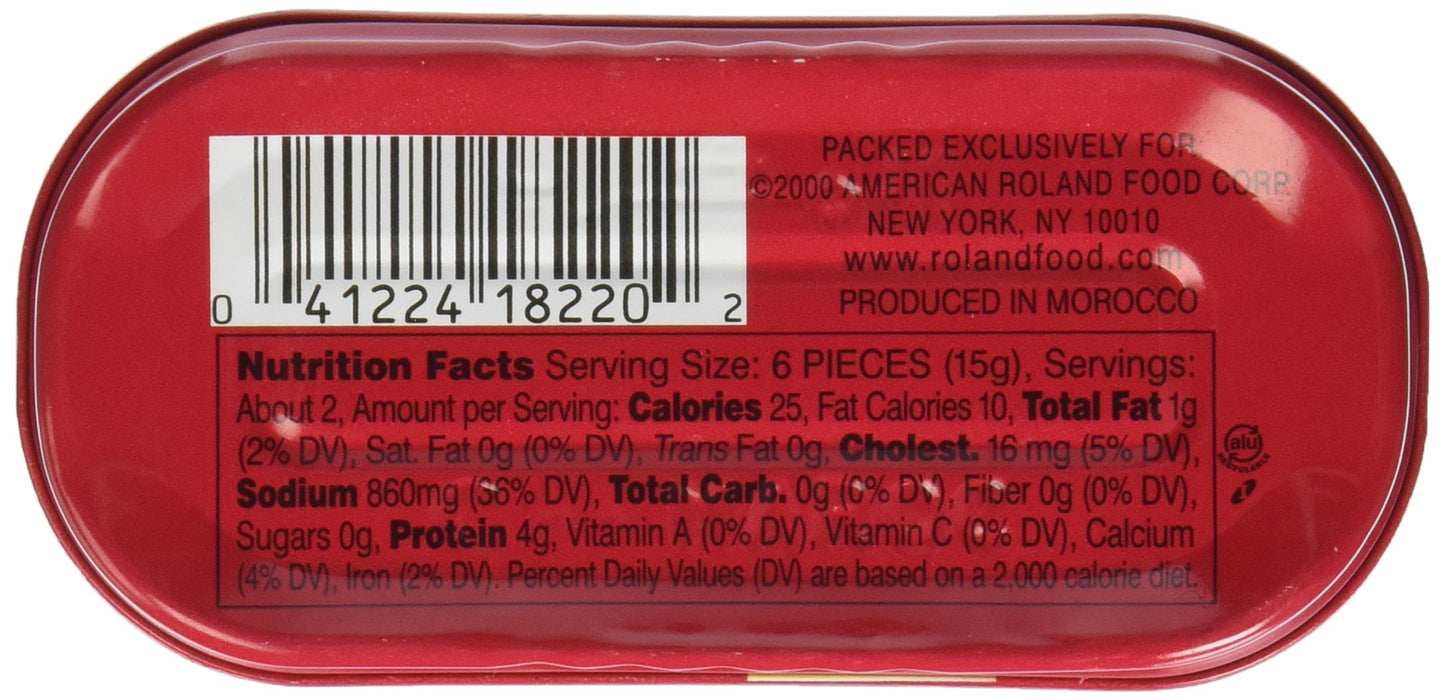 PACKED EXCLUSIVELY FOR
©2000 AMERICAN ROLAND FOOD CORP.
NEW YORK, NY 10010
www.rolandfood.com
PRODUCED IN MOROCCO
0 41224 18220 2
Nutrition Facts Serving Size: 6 PIECES (15g), Servings:
About 2, Amount per Serving: Calories 25, Fat Calories 10, Total Fat 1g
(2% DV), Sat. Fat 0g (0% DV), Trans Fat 0g, Cholest. 16 mg (5% DV),
Sodium 860mg (36% DV), Total Carb. 0g (0% DV), Fiber 0g (0% DV),
Sugars 0g, Protein 4g, Vitamin A (0% DV), Vitamin C (0% DV), Calcium
(4% DV), Iron (2% DV). Percent Daily Values (DV) are based on a 2,000 calorie diet.
alu
RECYCLABLE